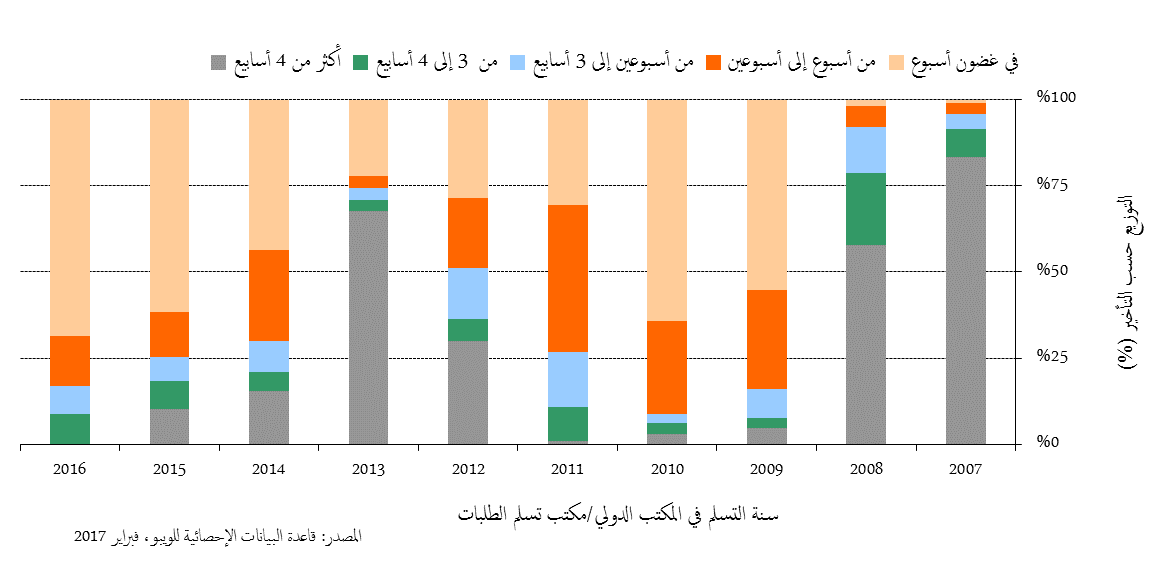 في غضون أسبوع من أسبوع إلى أسبوعين من أسبوعين إلى 3 أسابيع من 3 إلى 4 أسابيع أكثر من 4 أسابيع
%100
%75
%50
%25
%0
التوزيع حسب التأخير (%)
2007 2008 2009 2010 2011 2012 2013 2014 2015 2016
سنة التسلم في المكتب الدولي/مكتب تسلم الطلبات
المصدر: قاعدة البيانات الإحصائية للويبو، فبراير 2017